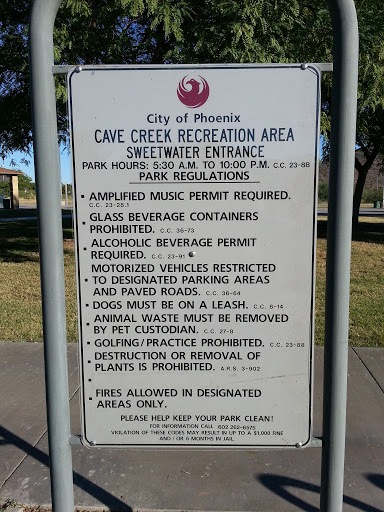 City of Phoenix
CAVE CREEK RECREATION AREA
SWEETWATER ENTRANCE
PARK HOURS: 5:30 A.M. TO 10:00 P.M. C.C. 23-88
PARK REGULATIONS
▪ AMPLIFIED MUSIC PERMIT REQUIRED.
C.C. 23-28.1
▪ GLASS BEVERAGE CONTAINERS
PROHIBITED. C.C. 36-73
▪ ALCOHOLIC BEVERAGE PERMIT
REQUIRED. C.C. 23-91
MOTORIZED VEHICLES RESTRICTED
▪ TO DESIGNATED PARKING AREAS
AND PAVED ROADS. C.C. 36-64
▪ DOGS MUST BE ON A LEASH. C.C. 8-14
▪ ANIMAL WASTE MUST BE REMOVED
BY PET CUSTODIAN. C.C. 27-8
▪ GOLFING/PRACTICE PROHIBITED. C.C. 23-88
▪ DESTRUCTION OR REMOVAL OF
PLANTS IS PROHIBITED. A.R.S. 3-902
▪
▪ FIRES ALLOWED IN DESIGNATED
AREAS ONLY.
PLEASE HELP KEEP YOUR PARK CLEAN!
FOR INFORMATION CALL 602.262-6575
VIOLATION OF THESE CODES MAY RESULT IN UP TO A $1,000 FINE
AND / OR 6 MONTHS IN JAIL